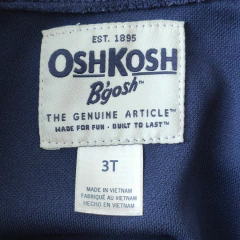 EST. 1895
OSHKOSH
B'gosh™
THE GENUINE ARTICLE™
MADE FOR FUN · BUILT TO LAST™
3T
MADE IN VIETNAM
FABRIQUÉ AU VIETNAM
HECHO EN VIETNAM